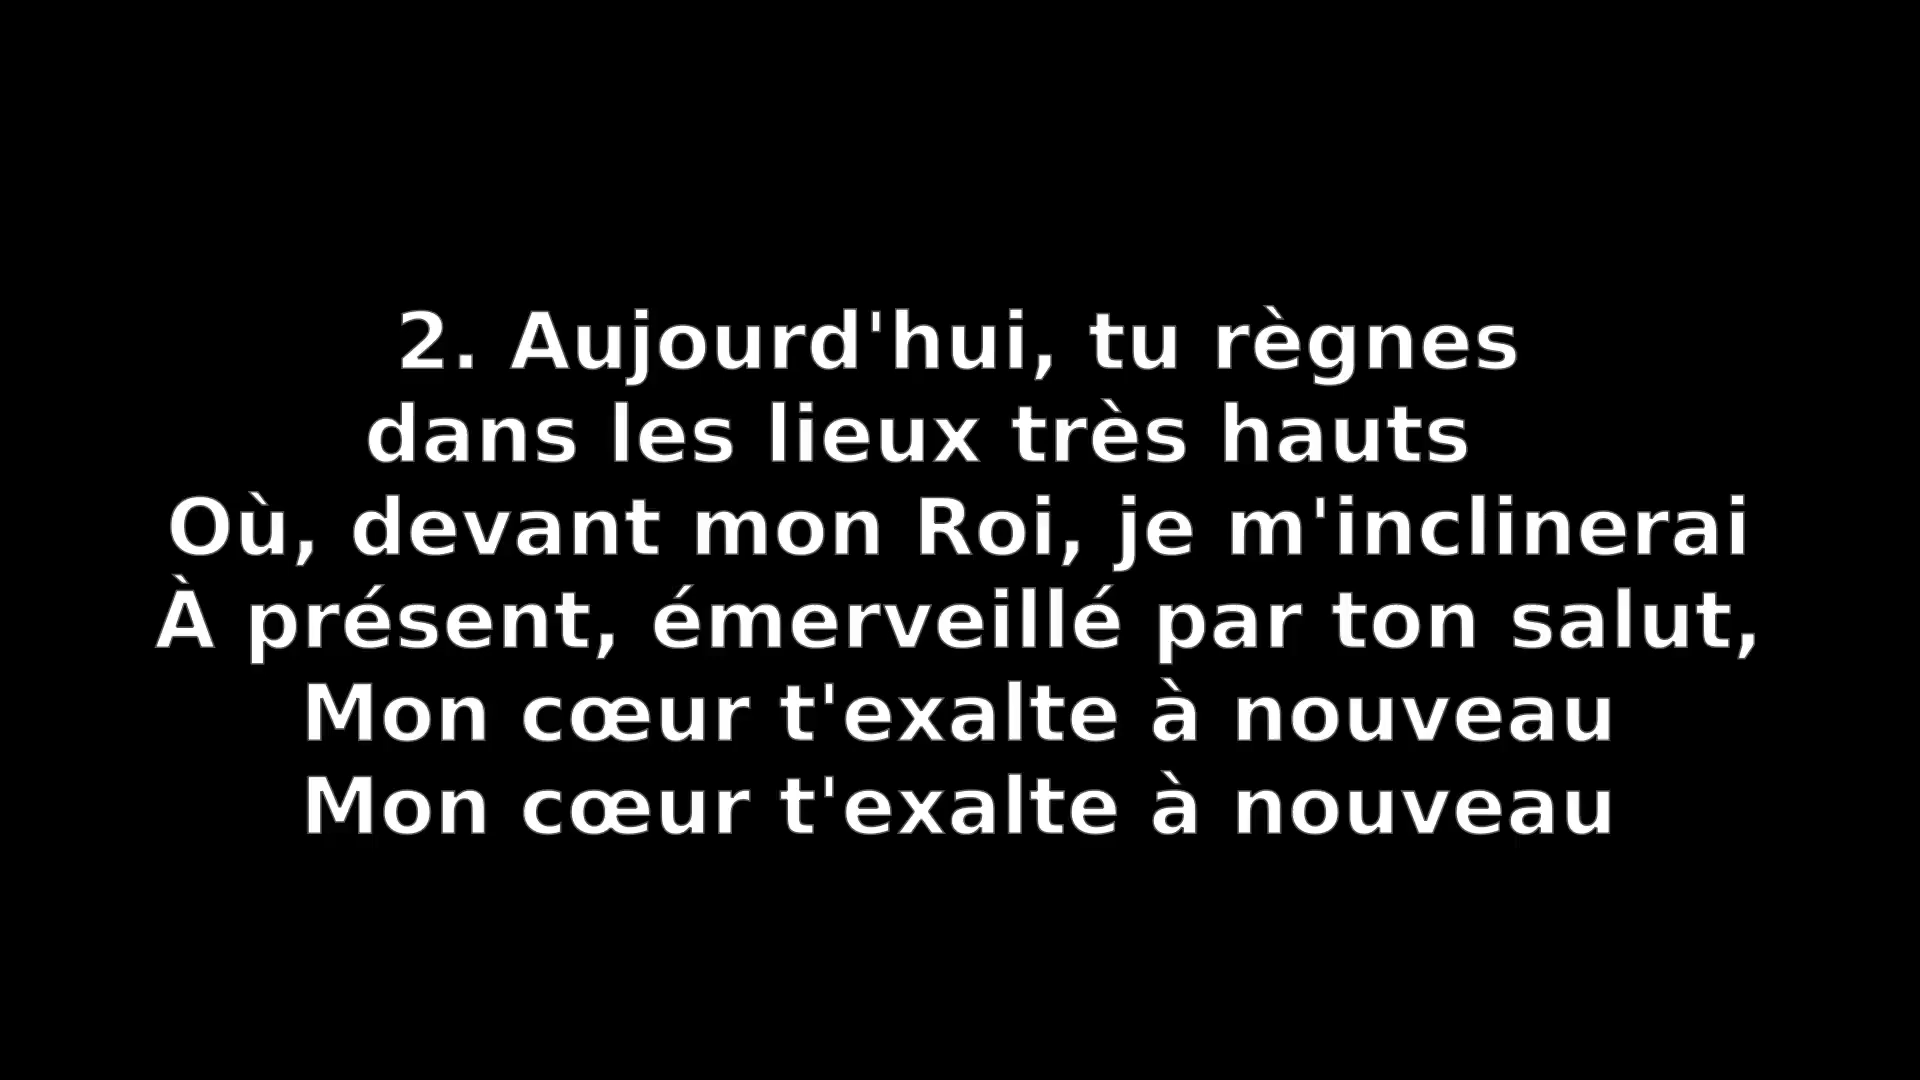 2. Aujourd'hui, tu règnes
dans les lieux très hauts
Où, devant mon Roi, je m'inclinerai
À présent, émerveillé par ton salut,
Mon cœur t'exalte à nouveau
Mon cœur t'exalte à nouveau